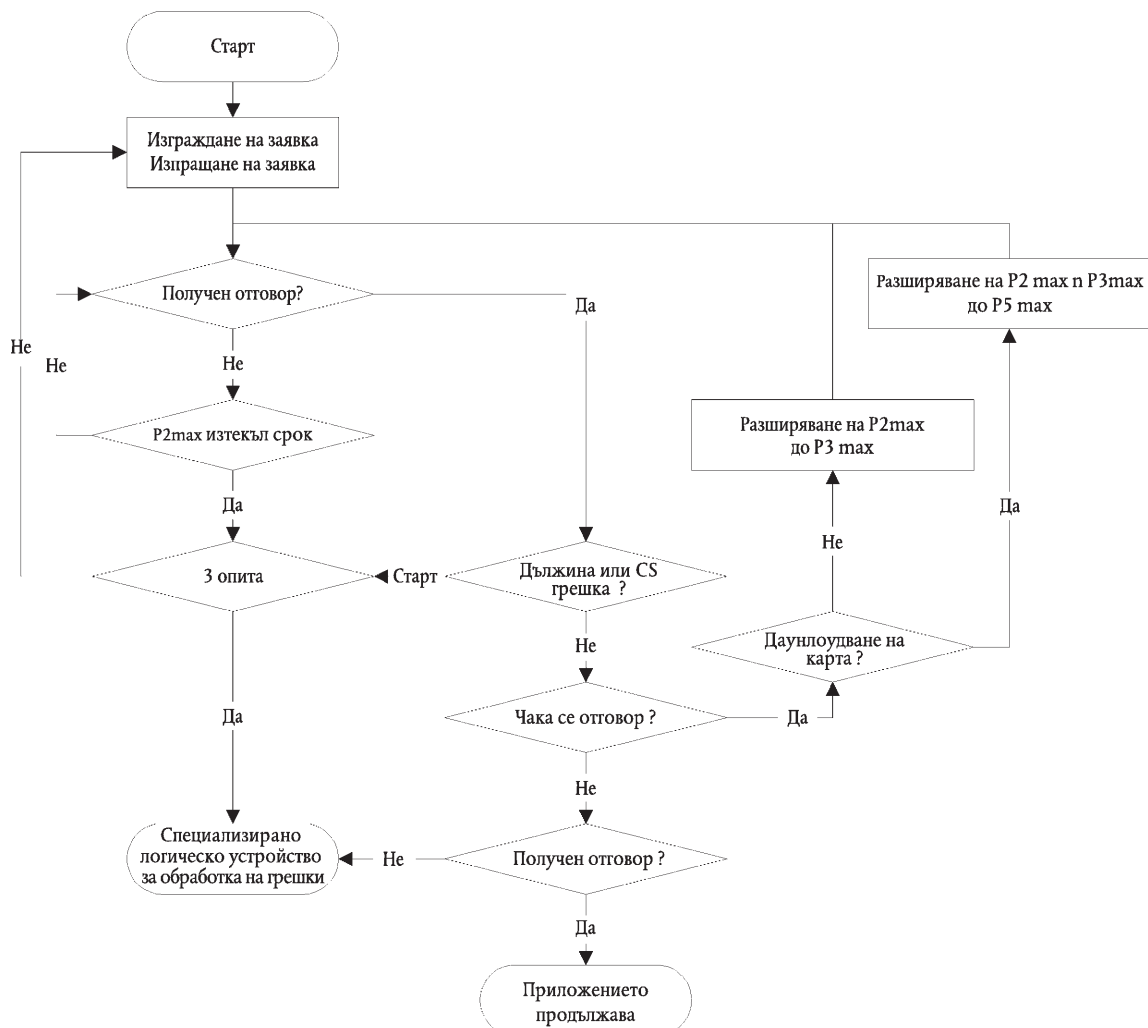 Старт
Изграждане на заявка
Изпращане на заявка
Получен отговор?
Да
Разширяване на P2 max n P3max
до P5 max
Не
Не
Не
P2max изтекъл срок
Разширяване на P2max
до P3 max
Да
Да
Не
3 опита
Старт
Дължина или CS
грешка ?
Не
Даунлоудване на
карта ?
Да
Чака се отговор ?
Да
Не
Специализирано
логическо устройство
за обработка на грешки
Не
Получен отговор ?
Да
Приложението
продължава